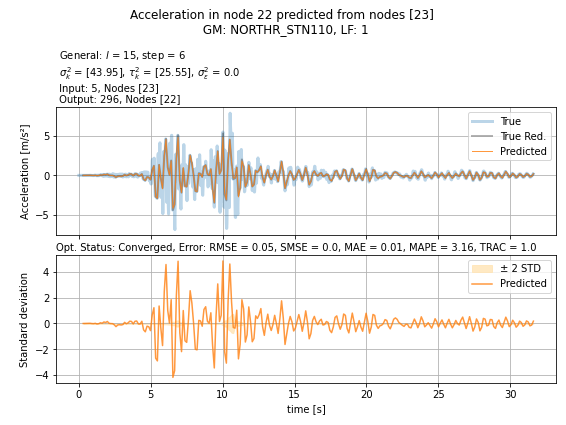 Acceleration in node 22 predicted from nodes [23]
GM: NORTHR_STN110, LF: 1
General: l = 15, step = 6
σ²ₖ = [43.95], τ²ₖ = [25.55], σ²ε = 0.0
Input: 5, Nodes [23]
Output: 296, Nodes [22]
Acceleration [m/s²]
5
0
−5
True
True Red.
Predicted
Opt. Status: Converged, Error: RMSE = 0.05, SMSE = 0.0, MAE = 0.01, MAPE = 3.16, TRAC = 1.0
Standard deviation
4
2
0
−2
−4
± 2 STD
Predicted
0 5 10 15 20 25 30
time [s]